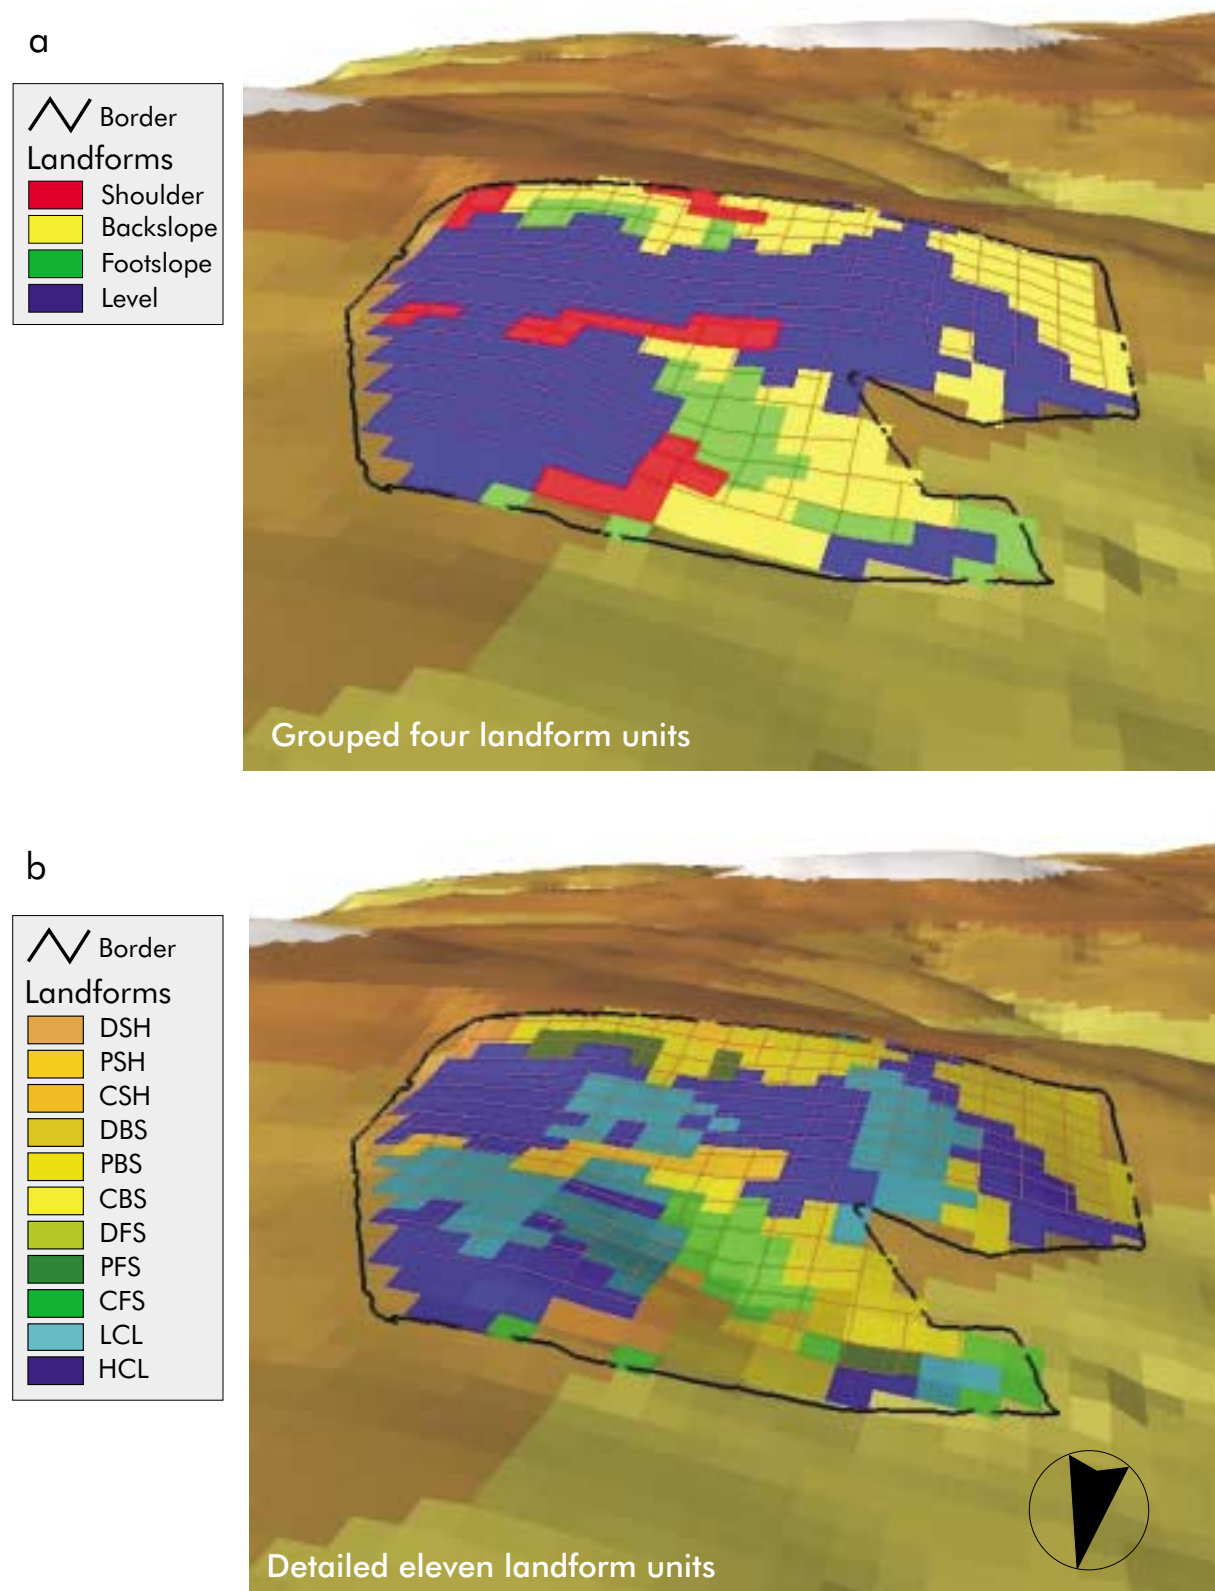 a
Border
Landforms
Shoulder
Backslope
Footslope
Level
Grouped four landform units
b
Border
Landforms
DSH
PSH
CSH
DBS
PBS
CBS
DFS
PFS
CFS
LCL
HCL
Detailed eleven landform units